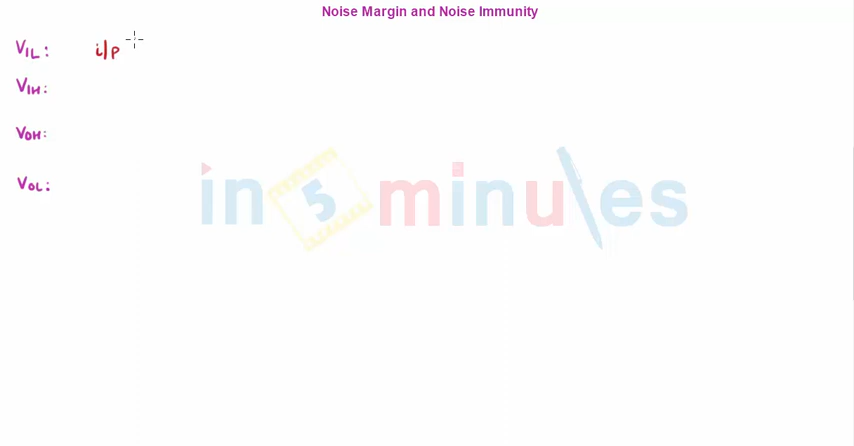 Noise Margin and Noise Immunity
VIL: i/p
VIH:
VOH:
VOL:
in 5 minutes